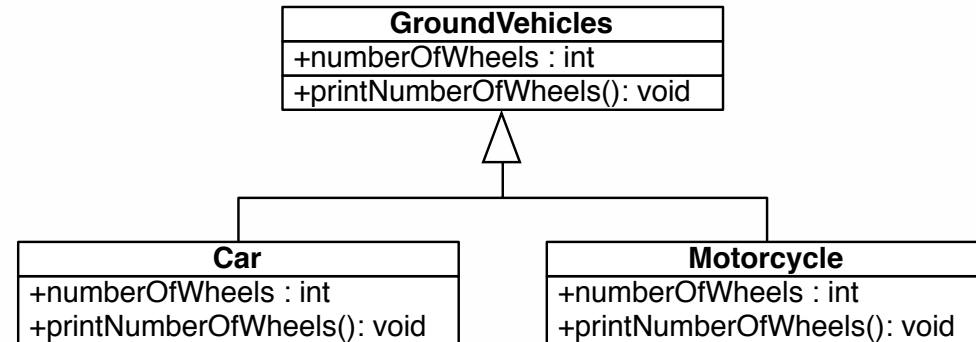 GroundVehicles
+numberOfWheels : int
+printNumberOfWheels(): void
Car
+numberOfWheels : int
+printNumberOfWheels(): void
Motorcycle
+numberOfWheels : int
+printNumberOfWheels(): void